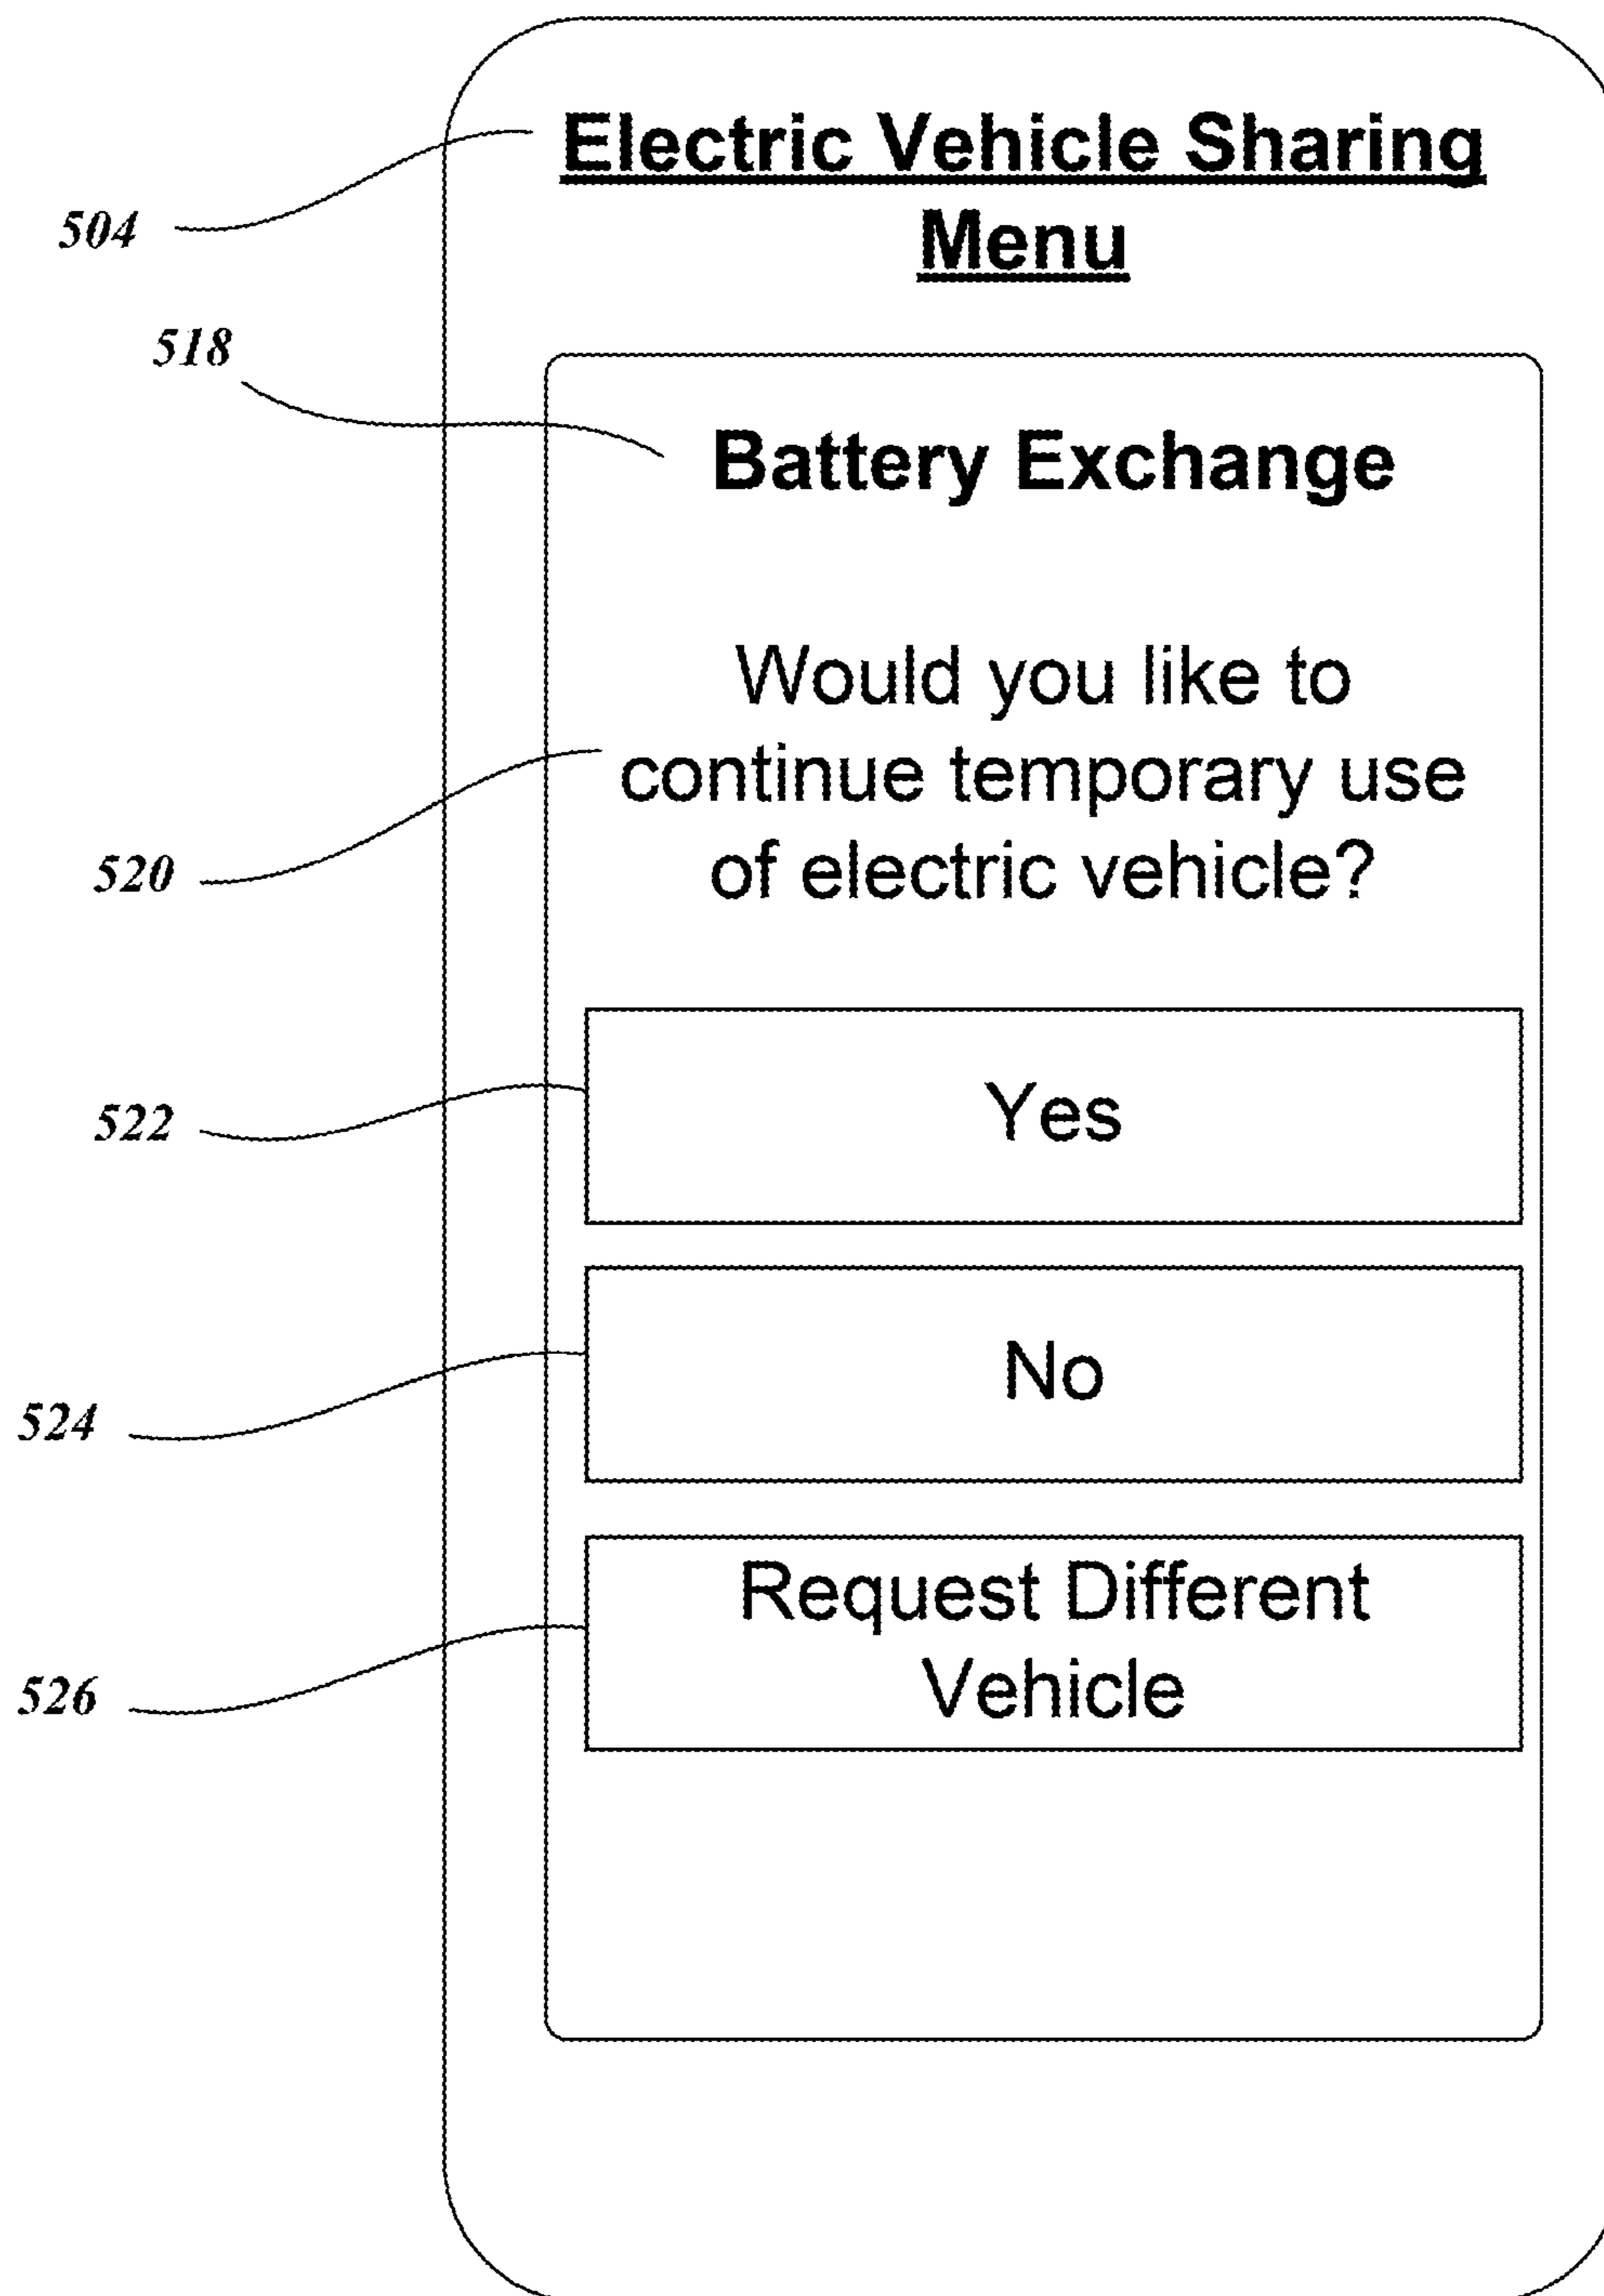 Electric Vehicle Sharing
Menu
504
518
Battery Exchange
Would you like to
continue temporary use
of electric vehicle?
520
Yes
522
No
524
Request Different
Vehicle
526